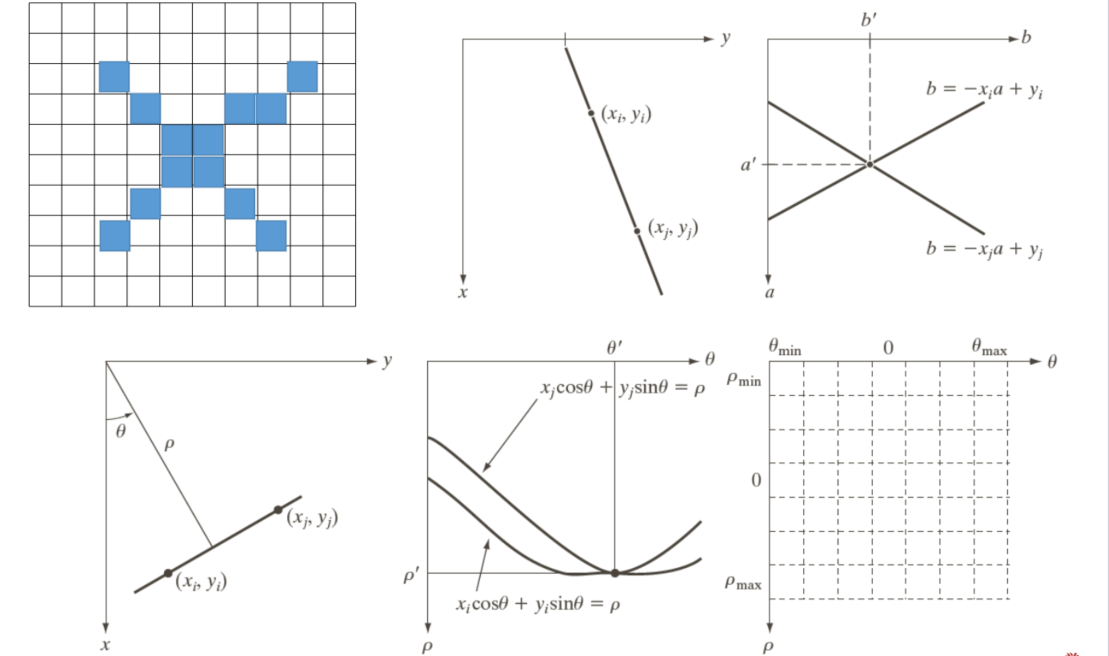 y
x
(xᵢ, yᵢ)
(xⱼ, yⱼ)
b′
b
a′
a
b = −xᵢa + yᵢ
b = −xⱼa + yⱼ
y
x
θ
ρ
(xⱼ, yⱼ)
(xᵢ, yᵢ)
θ′
θ
xⱼcosθ + yⱼsinθ = ρ
ρ′
xᵢcosθ + yᵢsinθ = ρ
ρ
θmin 0 θmax
θ
ρmin
0
ρmax
ρ